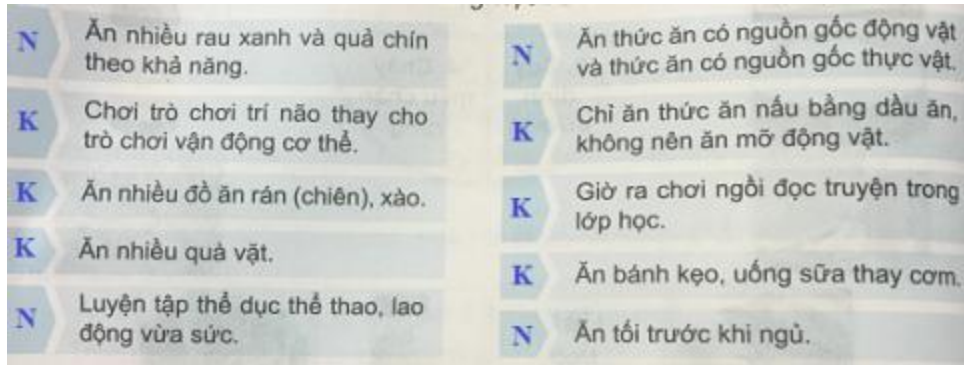 N Ăn nhiều rau xanh và quả chín
theo khả năng.
K Chơi trò chơi trí não thay cho
trò chơi vận động cơ thể.
K Ăn nhiều đồ ăn rán (chiên), xào.
K Ăn nhiều quà vặt.
N Luyện tập thể dục thể thao, lao
động vừa sức.
N Ăn thức ăn có nguồn gốc động vật
và thức ăn có nguồn gốc thực vật.
K Chỉ ăn thức ăn nấu bằng dầu ăn,
không nên ăn mỡ động vật.
K Giờ ra chơi ngồi đọc truyện trong
lớp học.
K Ăn bánh kẹo, uống sữa thay cơm.
N Ăn tối trước khi ngủ.